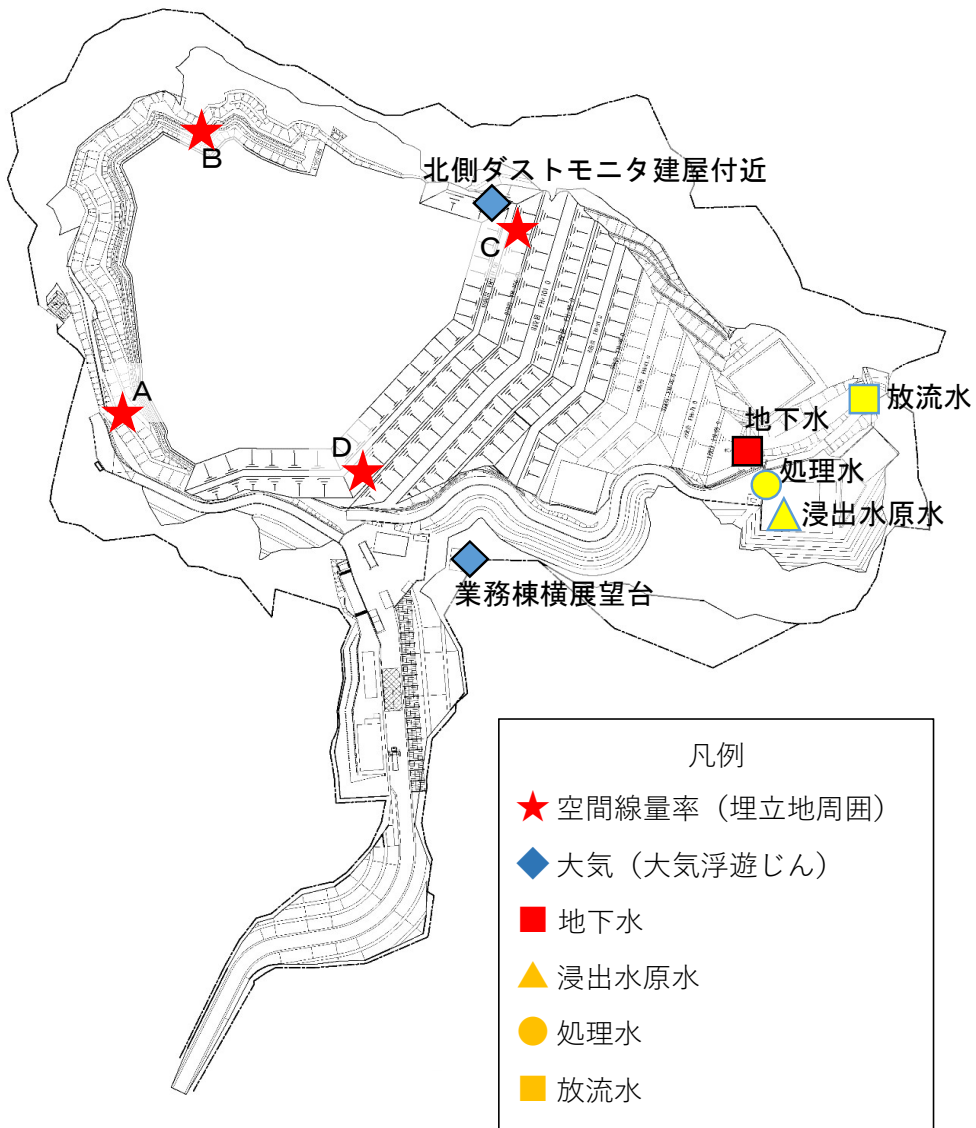 B
北側ダストモニタ建屋付近
C
A
放流水
地下水
D
処理水
浸出水原水
業務棟横展望台
凡例
空間線量率（埋立地周囲）
大気（大気浮遊じん）
地下水
浸出水原水
処理水
放流水